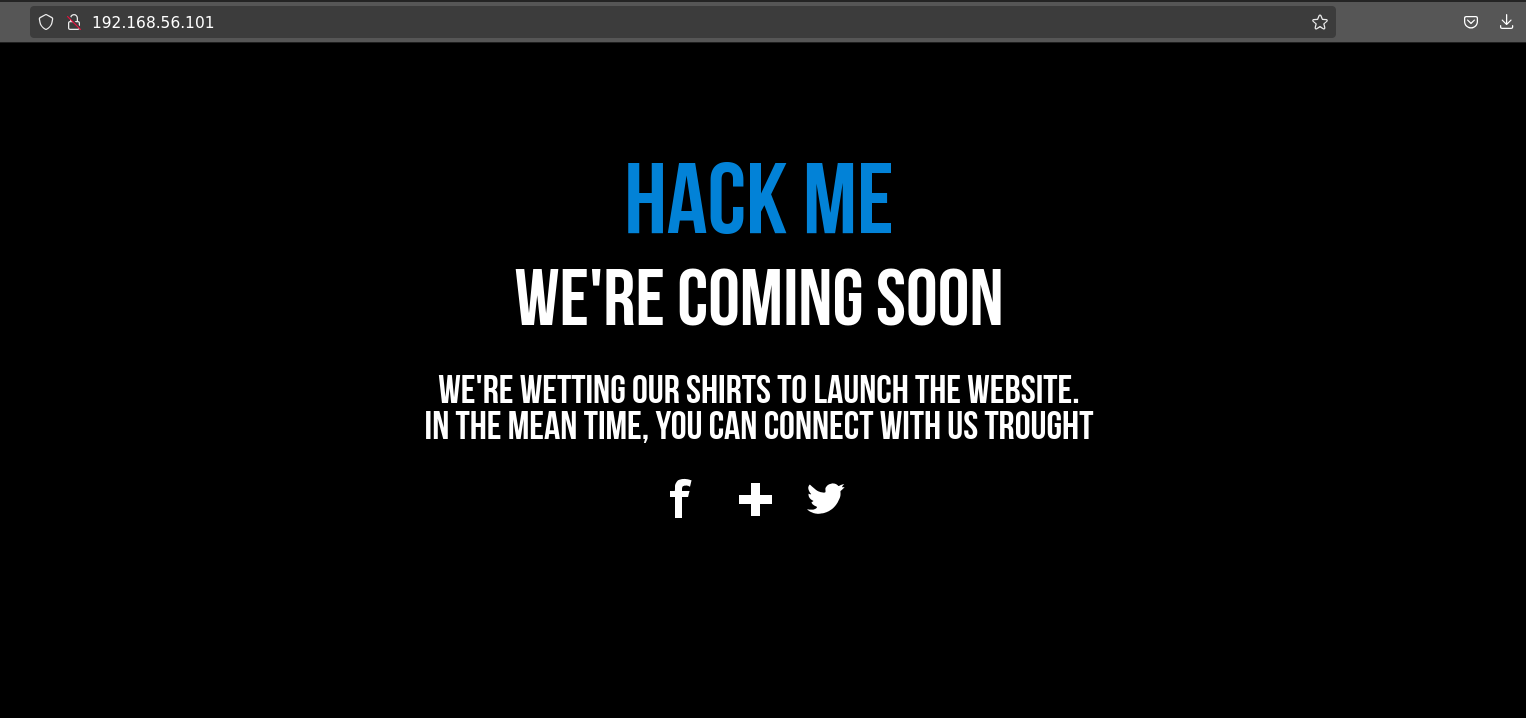 192.168.56.101
HACK ME
WE'RE COMING SOON
WE'RE WETTING OUR SHIRTS TO LAUNCH THE WEBSITE.
IN THE MEAN TIME, YOU CAN CONNECT WITH US TROUGHT